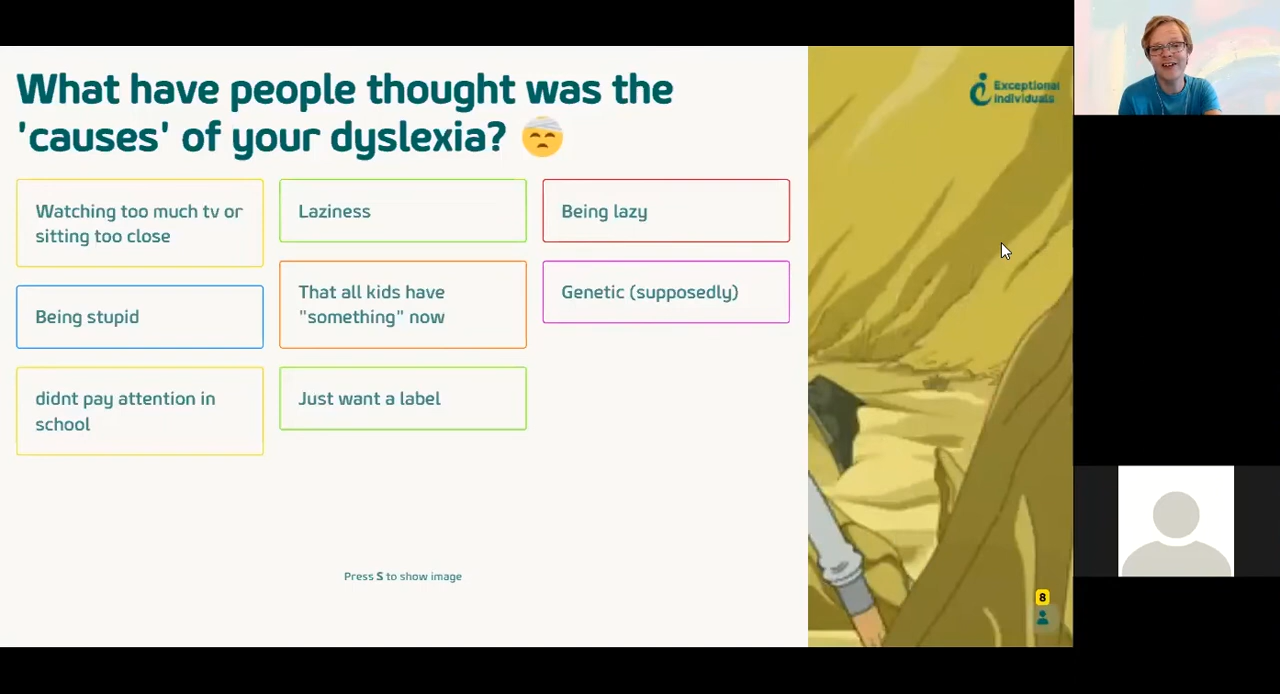 What have people thought was the
'causes' of your dyslexia?
Exceptional
Individuals
Watching too much tv or
sitting too close
Laziness
Being lazy
Being stupid
That all kids have
"something" now
Genetic (supposedly)
didnt pay attention in
school
Just want a label
Press S to show image
8